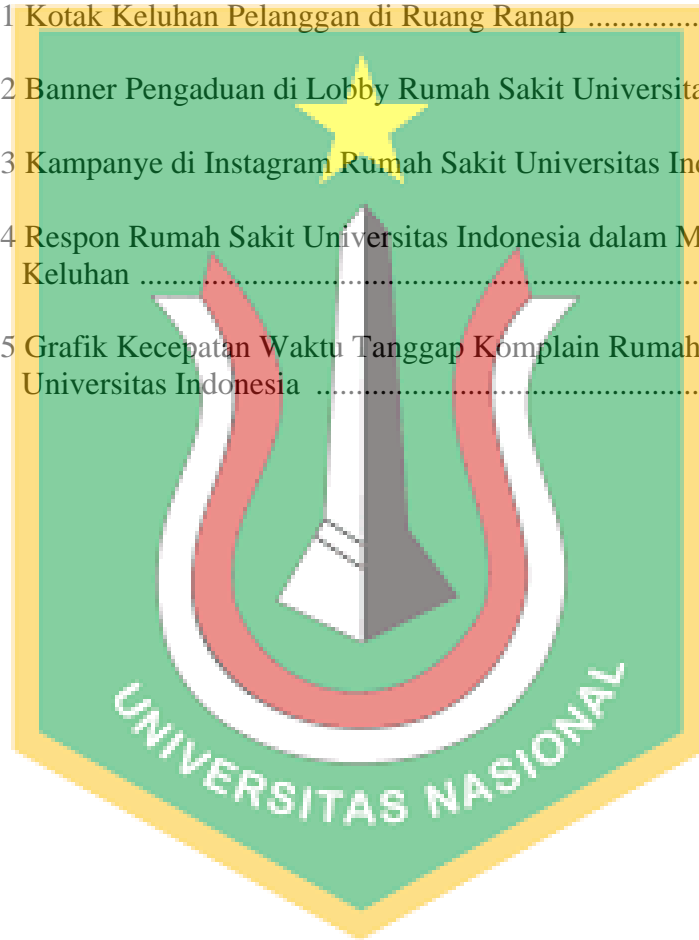 1 Kotak Keluhan Pelanggan di Ruang Ranap ................
2 Banner Pengaduan di Lobby Rumah Sakit Universita
3 Kampanye di Instagram Rumah Sakit Universitas Ind
4 Respon Rumah Sakit Universitas Indonesia dalam M
Keluhan ................................................................................
5 Grafik Kecepatan Waktu Tanggap Komplain Rumah
Universitas Indonesia .......................................................
UNIVERSITAS NASIONAL